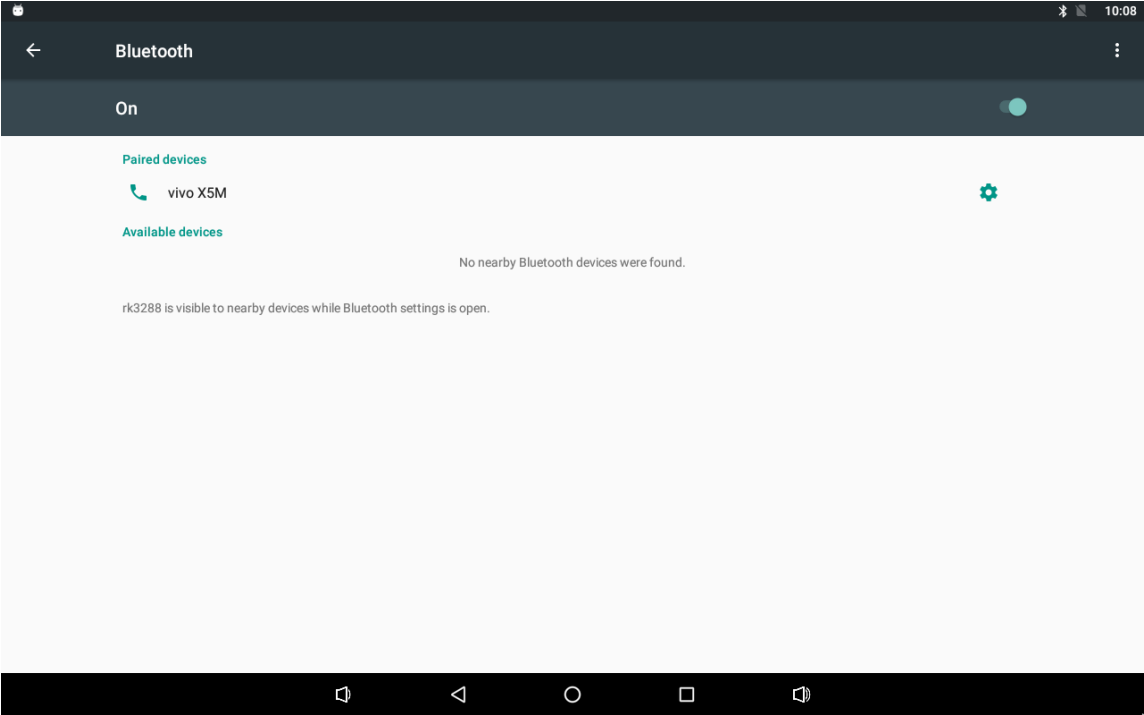 10:08
Bluetooth
On
Paired devices
vivo X5M
Available devices
No nearby Bluetooth devices were found.
rk3288 is visible to nearby devices while Bluetooth settings is open.